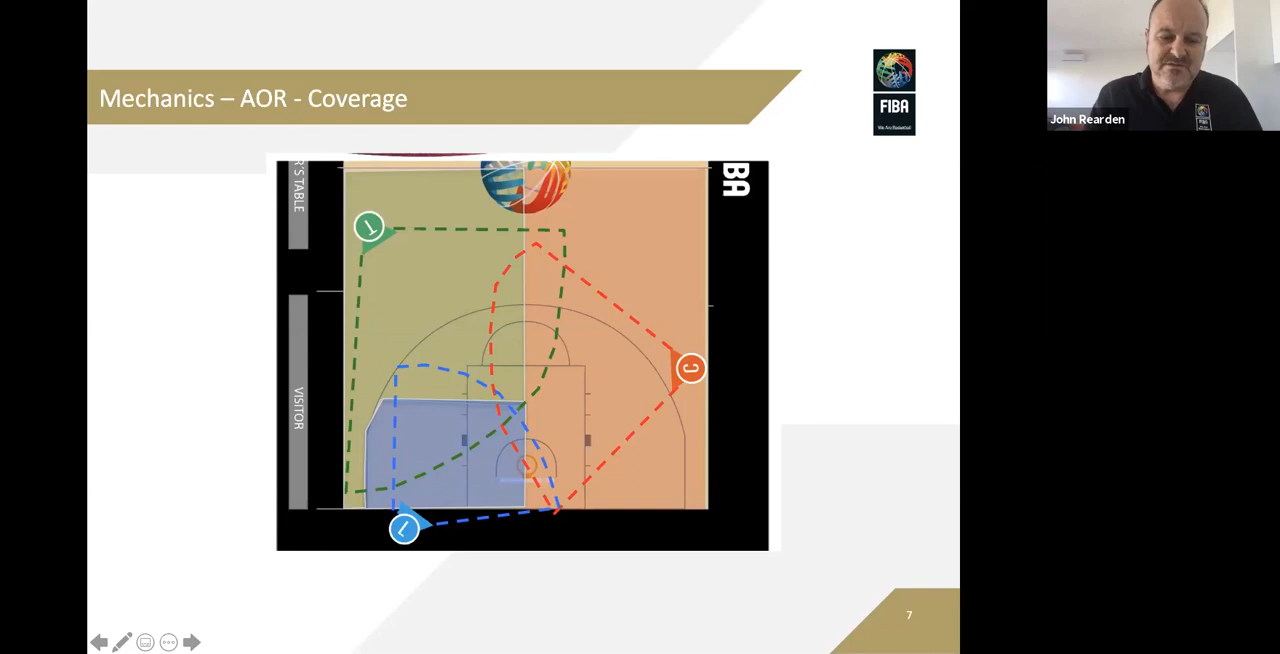 Mechanics – AOR - Coverage
FIBA
We Are Basketball
John Rearden
R'S TABLE
BA
T
VISITOR
C
L
7